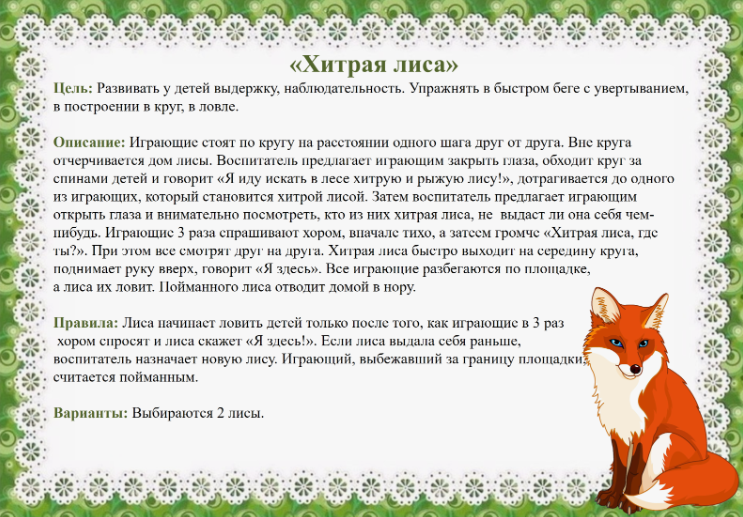 «Хитрая лиса»
Цель: Развивать у детей выдержку, наблюдательность. Упражнять в быстром беге с увертыванием,
в построении в круг, в ловле.
Описание: Играющие стоят по кругу на расстоянии одного шага друг от друга. Вне круга
отчерчивается дом лисы. Воспитатель предлагает играющим закрыть глаза, обходит круг за
спинами детей и говорит «Я иду искать в лесе хитрую и рыжую лису!», дотрагивается до одного
из играющих, который становится хитрой лисой. Затем воспитатель предлагает играющим
открыть глаза и внимательно посмотреть, кто из них хитрая лиса, не выдаст ли она себя чем-
нибудь. Играющие 3 раза спрашивают хором, вначале тихо, а затем громче «Хитрая лиса, где
ты?». При этом все смотрят друг на друга. Хитрая лиса быстро выходит на середину круга,
поднимает руку вверх, говорит «Я здесь». Все играющие разбегаются по площадке,
а лиса их ловит. Пойманного лиса отводит домой в нору.
Правила: Лиса начинает ловить детей только после того, как играющие в 3 раз
хором спросят и лиса скажет «Я здесь!». Если лиса выдала себя раньше,
воспитатель назначает новую лису. Играющий, выбежавший за границу площадки,
считается пойманным.
Варианты: Выбираются 2 лисы.